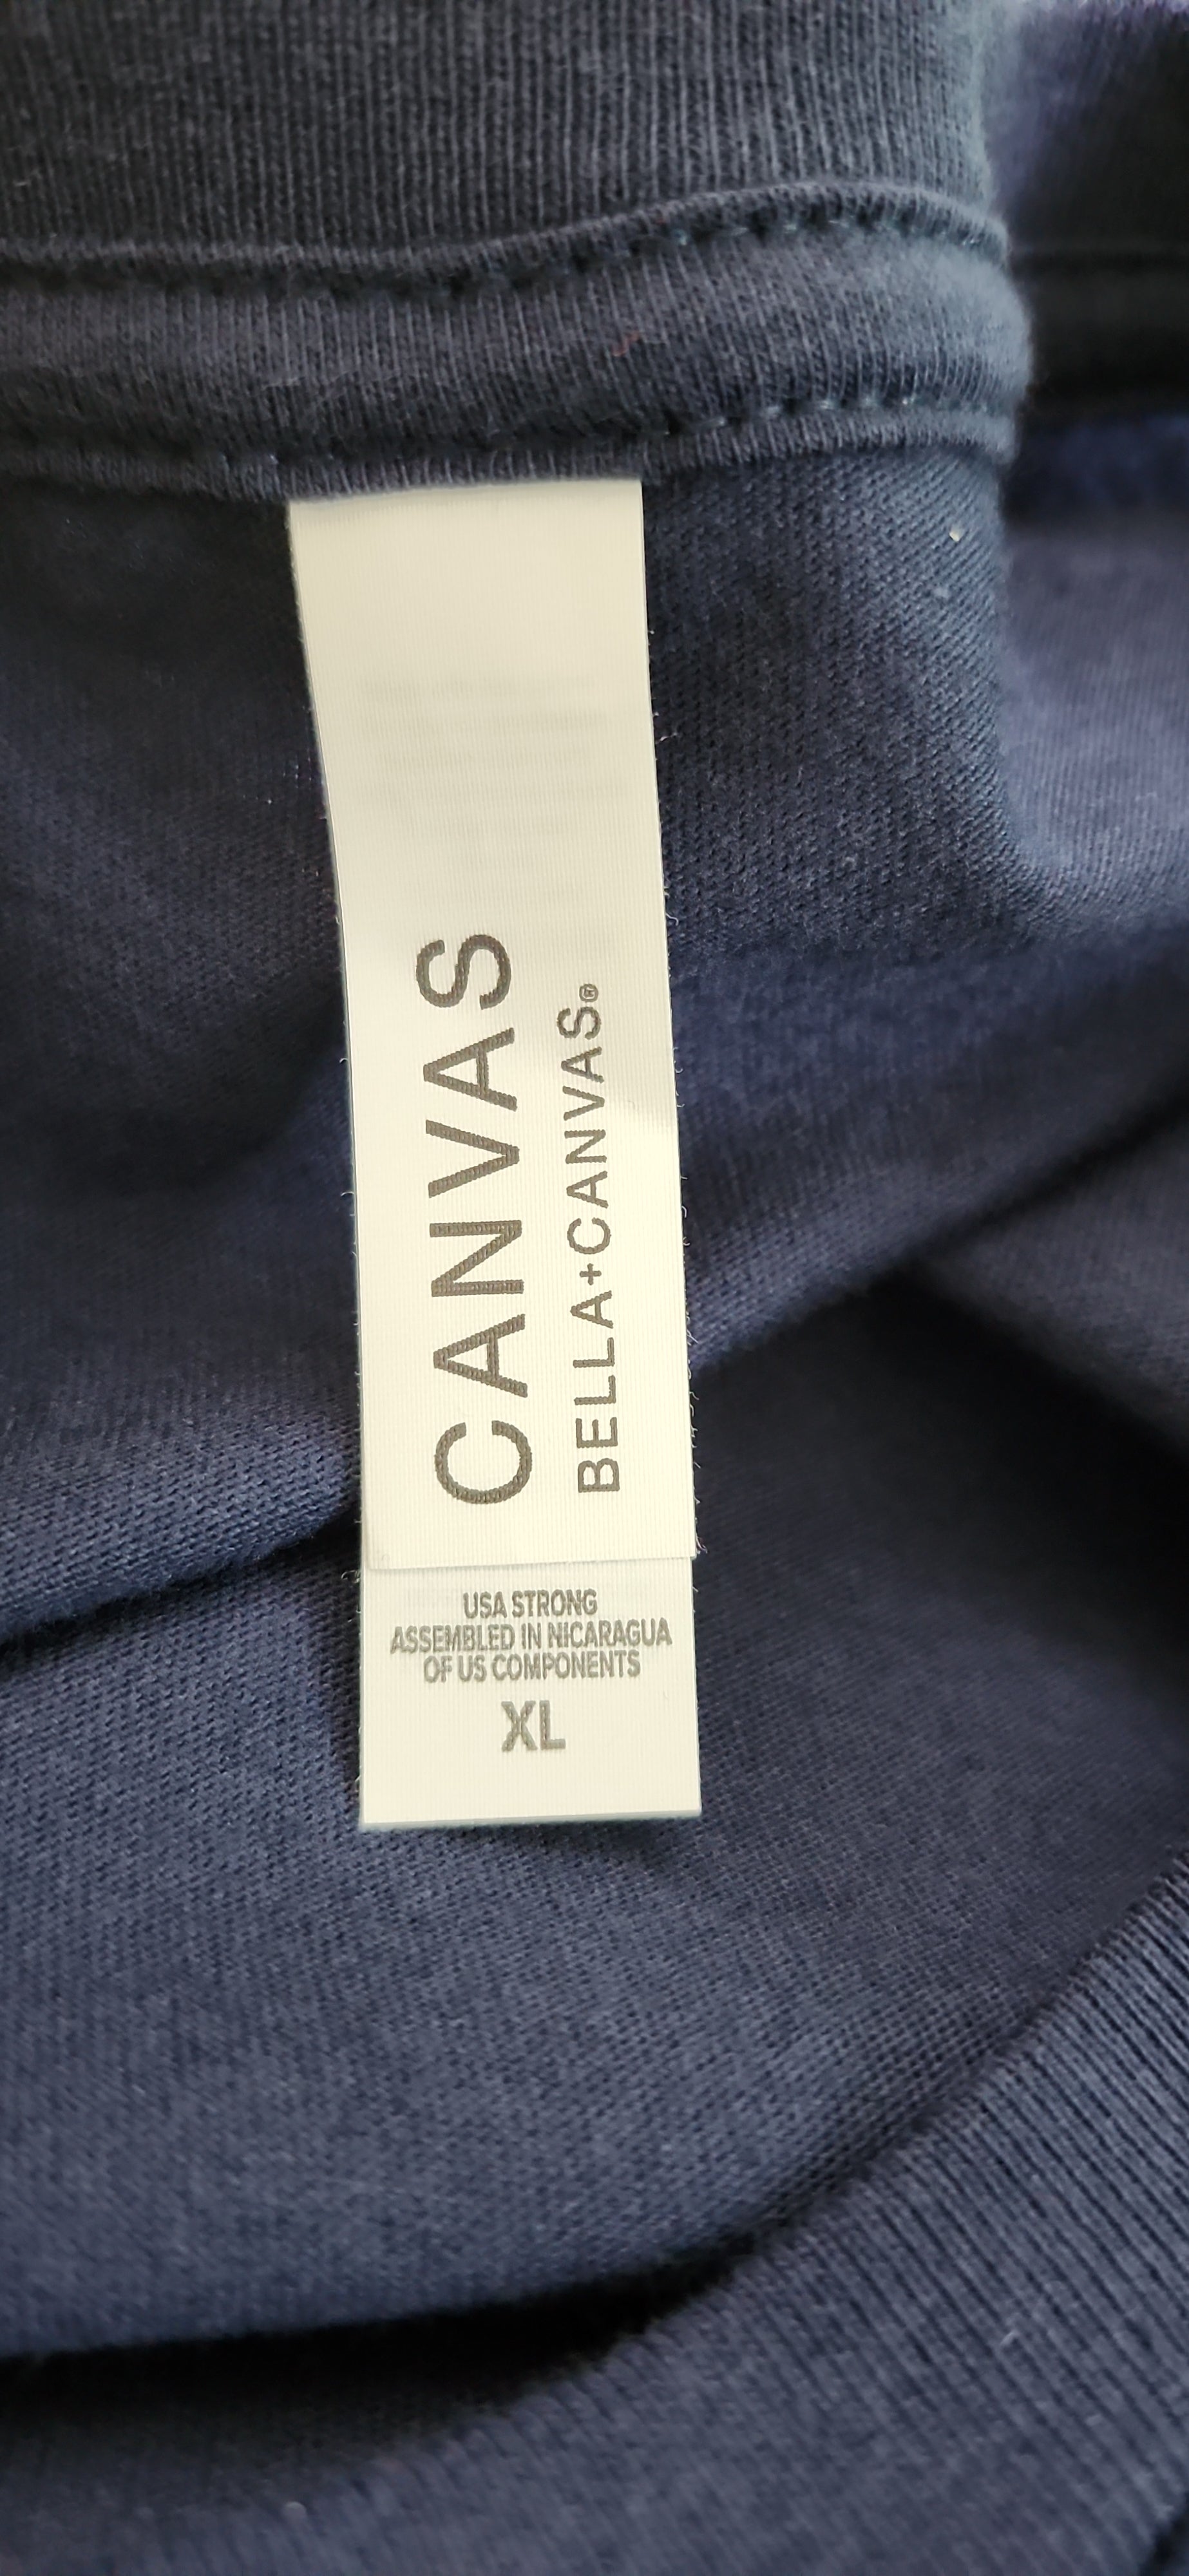 CANVAS
BELLA+CANVAS®
USA STRONG
ASSEMBLED IN NICARAGUA
OF US COMPONENTS
XL